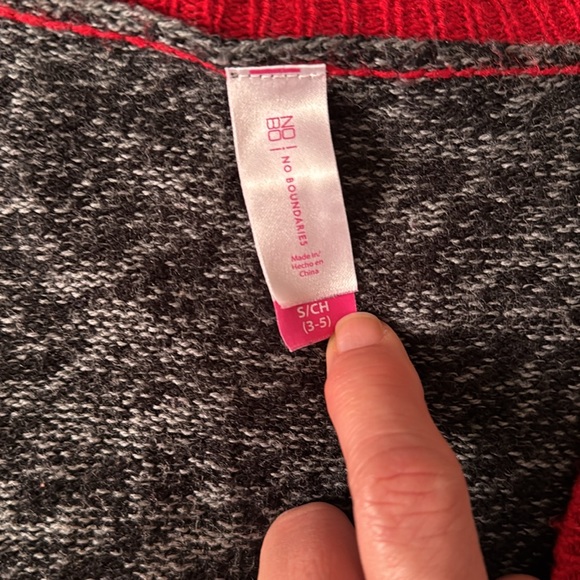 NO!
BO!
NO BOUNDARIES
Made in/
Hecho en
China
S/CH
(3-5)